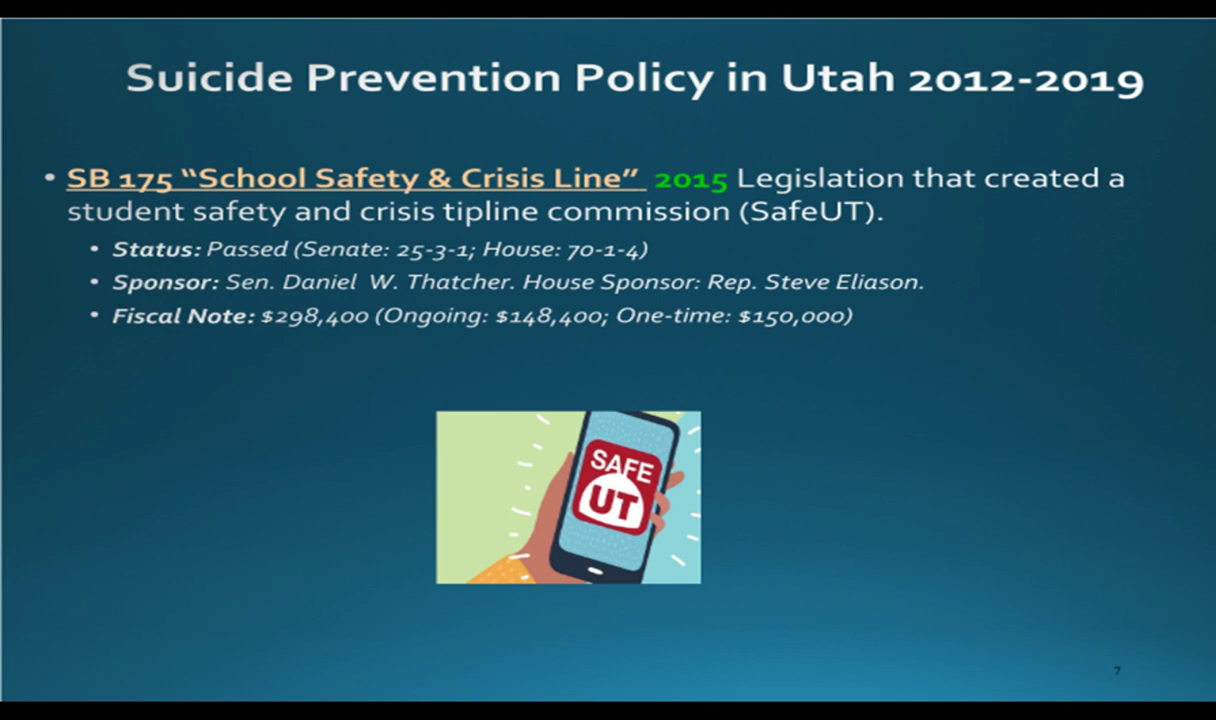 Suicide Prevention Policy in Utah 2012-2019
• SB 175 “School Safety & Crisis Line” 2015 Legislation that created a
student safety and crisis tipline commission (SafeUT).
• Status: Passed (Senate: 25-3-1; House: 70-1-4)
• Sponsor: Sen. Daniel W. Thatcher. House Sponsor: Rep. Steve Eliason.
• Fiscal Note: $298,400 (Ongoing: $148,400; One-time: $150,000)
SAFE
UT
7